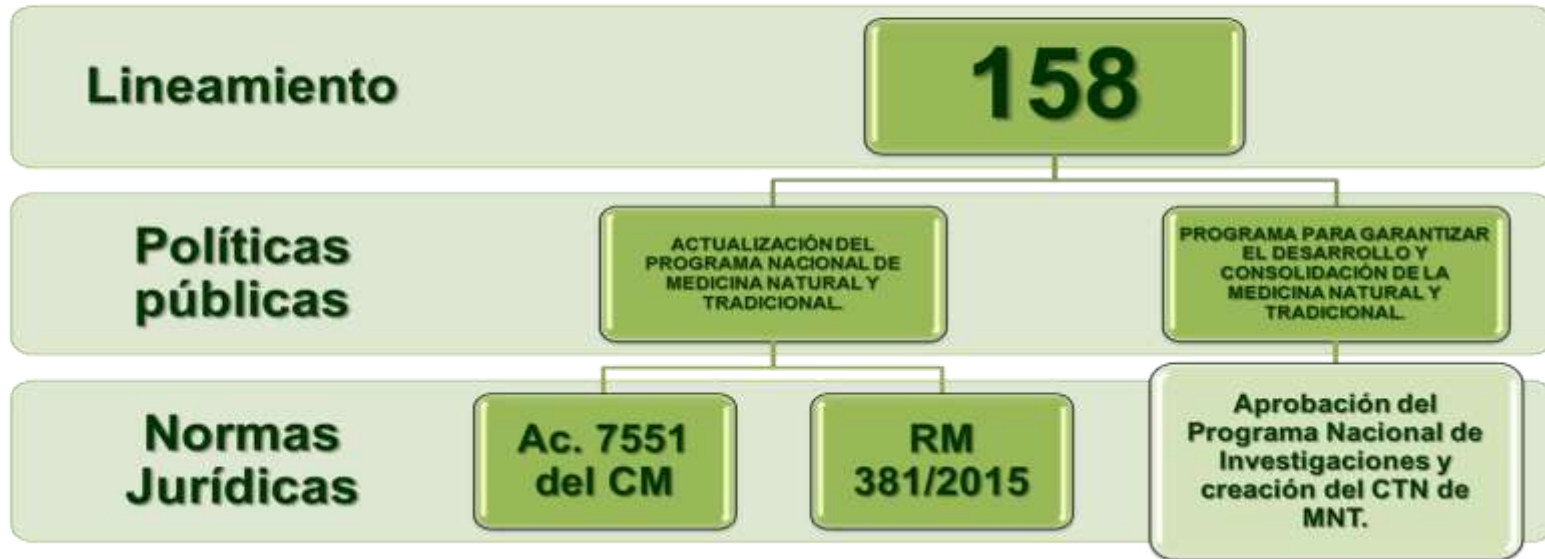 Lineamiento
158
Políticas
públicas
ACTUALIZACIÓN DEL
PROGRAMA NACIONAL DE
MEDICINA NATURAL Y
TRADICIONAL.
PROGRAMA PARA GARANTIZAR
EL DESARROLLO Y
CONSOLIDACIÓN DE LA
MEDICINA NATURAL Y
TRADICIONAL.
Normas
Jurídicas
Ac. 7551
del CM
RM
381/2015
Aprobación del
Programa Nacional de
Investigaciones y
creación del CTN de
MNT.